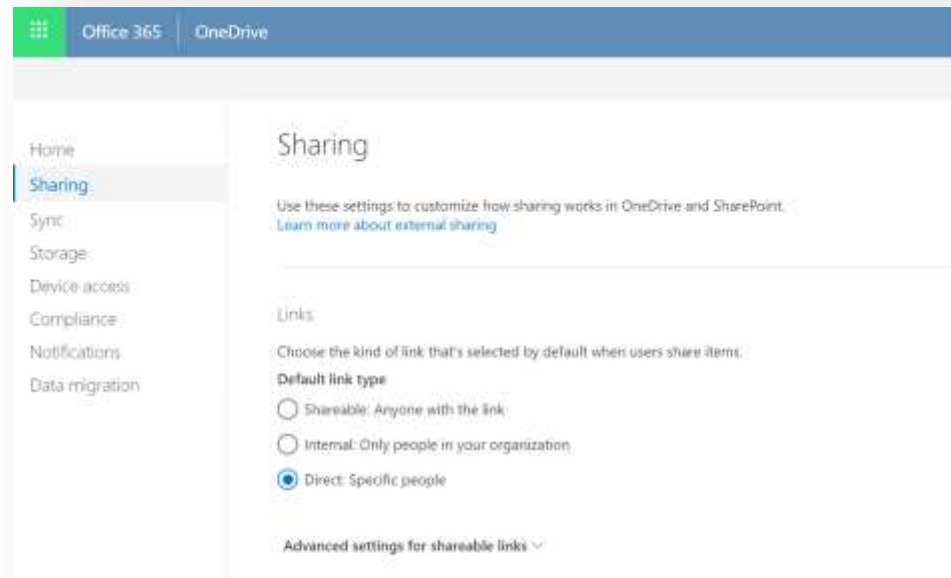 Office 365 OneDrive
Home
Sharing
Sync
Storage
Device access
Compliance
Notifications
Data migration
Sharing
Use these settings to customize how sharing works in OneDrive and SharePoint.
Learn more about external sharing
Links
Choose the kind of link that's selected by default when users share items.
Default link type
Shareable: Anyone with the link
Internal: Only people in your organization
Direct: Specific people
Advanced settings for shareable links